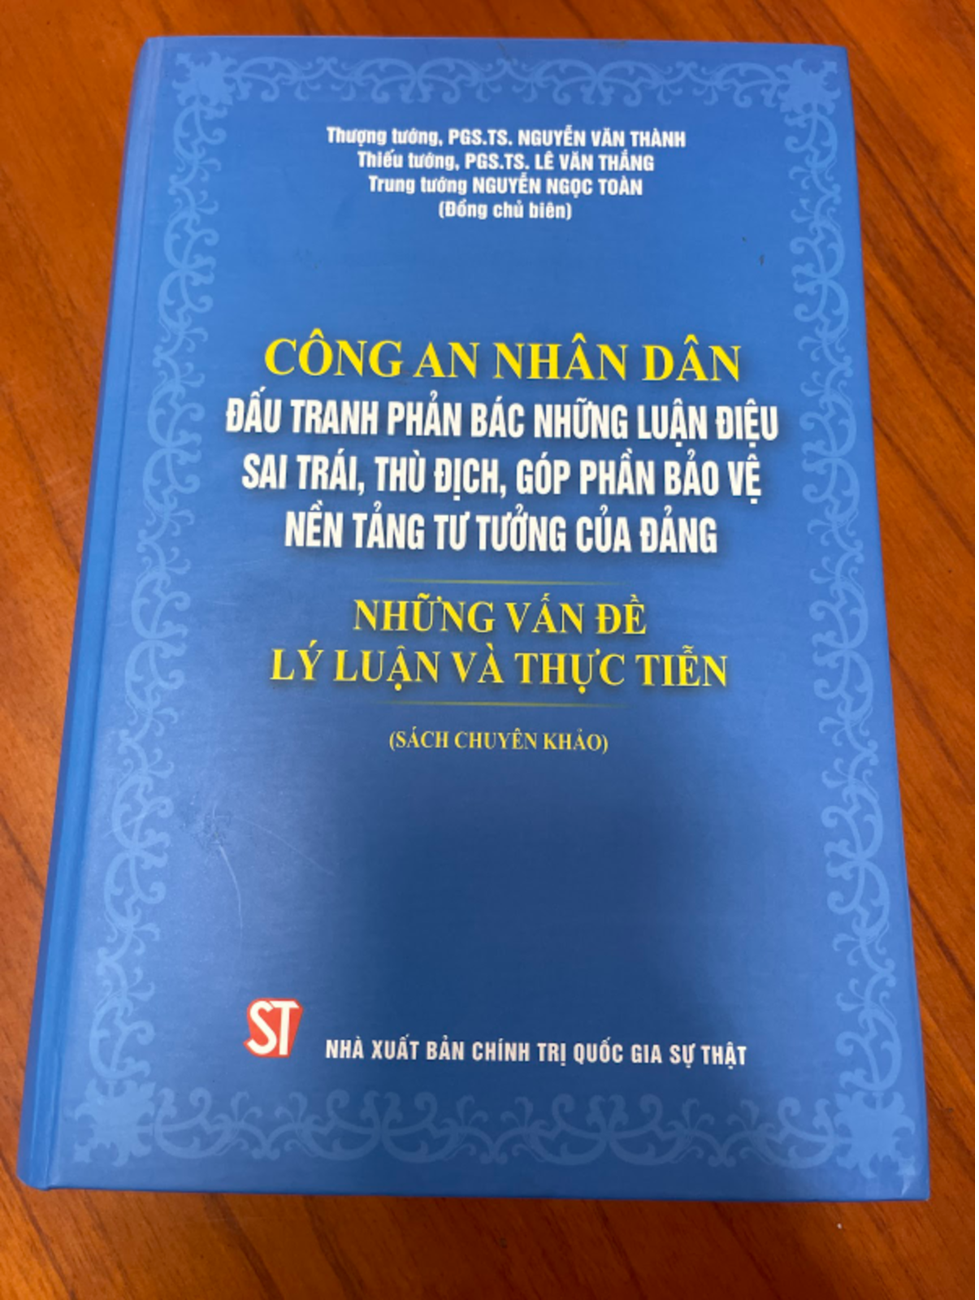 Thượng tướng, PGS.TS. NGUYỄN VĂN THÀNH
Thiếu tướng, PGS.TS. LÊ VĂN THẮNG
Trung tướng NGUYỄN NGỌC TOÀN
(Đồng chủ biên)
CÔNG AN NHÂN DÂN
ĐẤU TRANH PHẢN BÁC NHỮNG LUẬN ĐIỆU
SAI TRÁI, THÙ ĐỊCH, GÓP PHẦN BẢO VỆ
NỀN TẢNG TƯ TƯỞNG CỦA ĐẢNG
NHỮNG VẤN ĐỀ
LÝ LUẬN VÀ THỰC TIỄN
(SÁCH CHUYÊN KHẢO)
ST
NHÀ XUẤT BẢN CHÍNH TRỊ QUỐC GIA SỰ THẬT